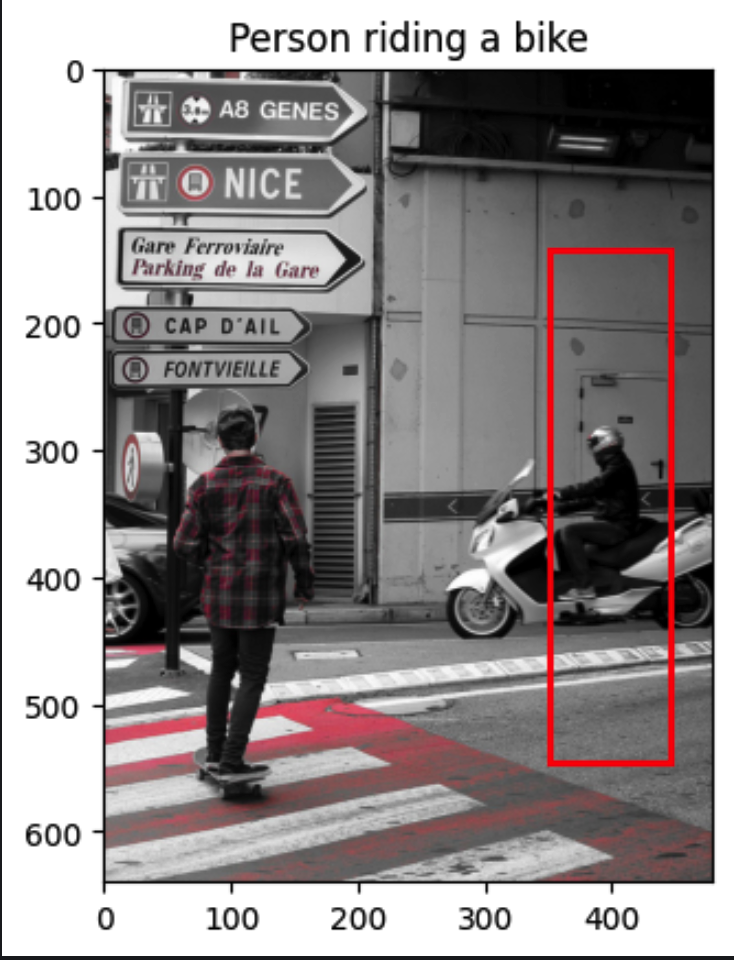 Person riding a bike
0
100
200
300
400
500
600
A8 GENES
NICE
Gare Ferroviaire
Parking de la Gare
CAP D'AIL
FONTVIEILLE
0 100 200 300 400